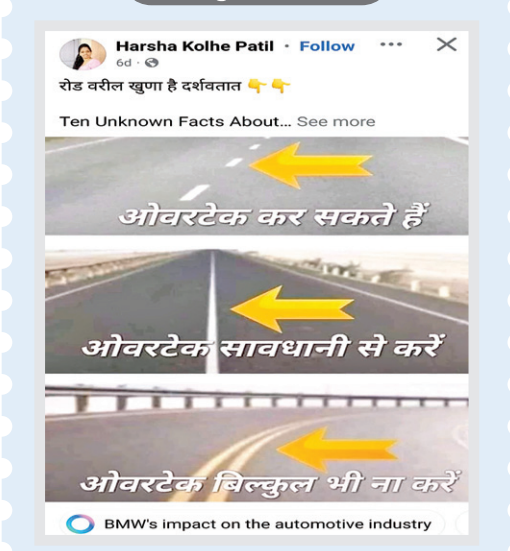 Harsha Kolhe Patil · Follow
6d ·
रोड वरील खुणा है दर्शवतात 👇👇
Ten Unknown Facts About... See more
ओवरटेक कर सकते हैं
ओवरटेक सावधानी से करें
ओवरटेक बिल्कुल भी ना करें
BMW's impact on the automotive industry